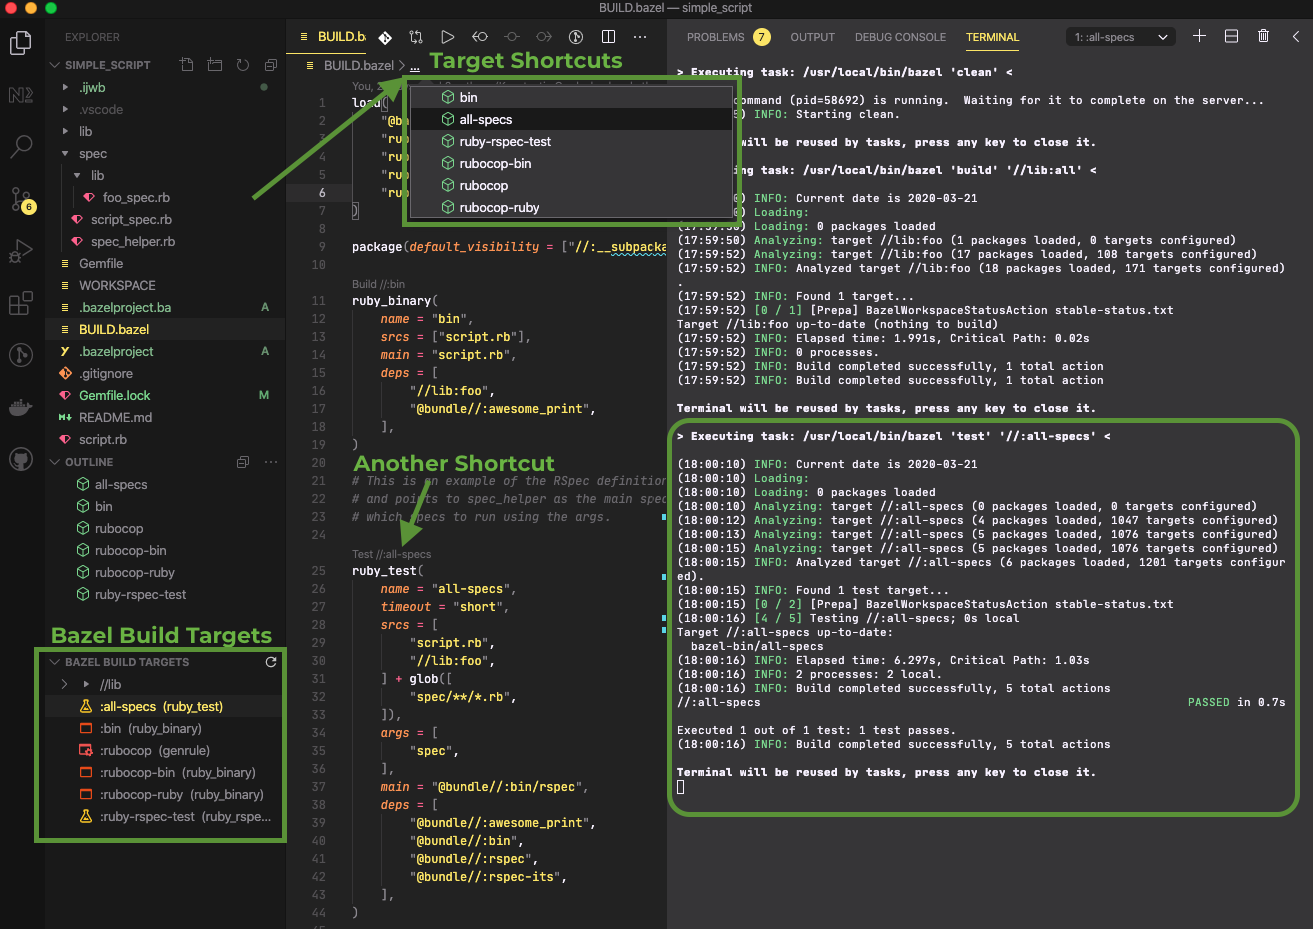 BUILD.bazel — simple_script
EXPLORER
SIMPLE_SCRIPT
.ijwb
.vscode
lib
spec
lib
foo_spec.rb
script_spec.rb
spec_helper.rb
Gemfile
WORKSPACE
.bazelproject.ba A
BUILD.bazel
.bazelproject A
.gitignore
Gemfile.lock M
README.md
script.rb
6
OUTLINE
all-specs
bin
rubocop
rubocop-bin
rubocop-ruby
ruby-rspec-test
Bazel Build Targets
BAZEL BUILD TARGETS
//lib
:all-specs (ruby_test)
:bin (ruby_binary)
:rubocop (genrule)
:rubocop-bin (ruby_binary)
:rubocop-ruby (ruby_binary)
:ruby-rspec-test (ruby_rspe...
BUILD.b
BUILD.bazel > ...
Target Shortcuts
bin
all-specs
ruby-rspec-test
rubocop-bin
rubocop
rubocop-ruby
You, 2
1 load(
2 "@ba
3 "rub
4 "rub
5 "rub
6 "rub
7 )
8
9 package(default_visibility = ["//:__subpacka
10
Build //:bin
11 ruby_binary(
12 name = "bin",
13 srcs = ["script.rb"],
14 main = "script.rb",
15 deps = [
16 "//lib:foo",
17 "@bundle//:awesome_print",
18 ],
19 )
20
Another Shortcut
21 # This is an example of the RSpec definition
22 # and points to spec_helper as the main spec
23 # which specs to run using the args.
24
Test //:all-specs
25 ruby_test(
26 name = "all-specs",
27 timeout = "short",
28 srcs = [
29 "script.rb",
30 "//lib:foo",
31 ] + glob([
32 "spec/**/*.rb",
33 ]),
34 args = [
35 "spec",
36 ],
37 main = "@bundle//:bin/rspec",
38 deps = [
39 "@bundle//:awesome_print",
40 "@bundle//:bin",
41 "@bundle//:rspec",
42 "@bundle//:rspec-its",
43 ],
44 )
PROBLEMS 7 OUTPUT DEBUG CONSOLE TERMINAL 1: :all-specs
> Executing task: /usr/local/bin/bazel 'clean' <
ommand (pid=58692) is running. Waiting for it to complete on the server...
) INFO: Starting clean.
will be reused by tasks, press any key to close it.
ing task: /usr/local/bin/bazel 'build' '//lib:all' <
) INFO: Current date is 2020-03-21
) Loading:
(17:59:50) Loading: 0 packages loaded
(17:59:50) Analyzing: target //lib:foo (1 packages loaded, 0 targets configured)
(17:59:52) Analyzing: target //lib:foo (17 packages loaded, 108 targets configured)
(17:59:52) INFO: Analyzed target //lib:foo (18 packages loaded, 171 targets configured)
.
(17:59:52) INFO: Found 1 target...
(17:59:52) [0 / 1] [Prepa] BazelWorkspaceStatusAction stable-status.txt
Target //lib:foo up-to-date (nothing to build)
(17:59:52) INFO: Elapsed time: 1.991s, Critical Path: 0.02s
(17:59:52) INFO: 0 processes.
(17:59:52) INFO: Build completed successfully, 1 total action
(17:59:52) INFO: Build completed successfully, 1 total action
Terminal will be reused by tasks, press any key to close it.
> Executing task: /usr/local/bin/bazel 'test' '//:all-specs' <
(18:00:10) INFO: Current date is 2020-03-21
(18:00:10) Loading:
(18:00:10) Loading: 0 packages loaded
(18:00:10) Analyzing: target //:all-specs (0 packages loaded, 0 targets configured)
(18:00:12) Analyzing: target //:all-specs (4 packages loaded, 1047 targets configured)
(18:00:13) Analyzing: target //:all-specs (5 packages loaded, 1076 targets configured)
(18:00:15) Analyzing: target //:all-specs (5 packages loaded, 1076 targets configured)
(18:00:15) INFO: Analyzed target //:all-specs (6 packages loaded, 1201 targets configur
ed).
(18:00:15) INFO: Found 1 test target...
(18:00:15) [0 / 2] [Prepa] BazelWorkspaceStatusAction stable-status.txt
(18:00:16) [4 / 5] Testing //:all-specs; 0s local
Target //:all-specs up-to-date:
bazel-bin/all-specs
(18:00:16) INFO: Elapsed time: 6.297s, Critical Path: 1.03s
(18:00:16) INFO: 2 processes: 2 local.
(18:00:16) INFO: Build completed successfully, 5 total actions
//:all-specs PASSED in 0.7s
Executed 1 out of 1 test: 1 test passes.
(18:00:16) INFO: Build completed successfully, 5 total actions
Terminal will be reused by tasks, press any key to close it.